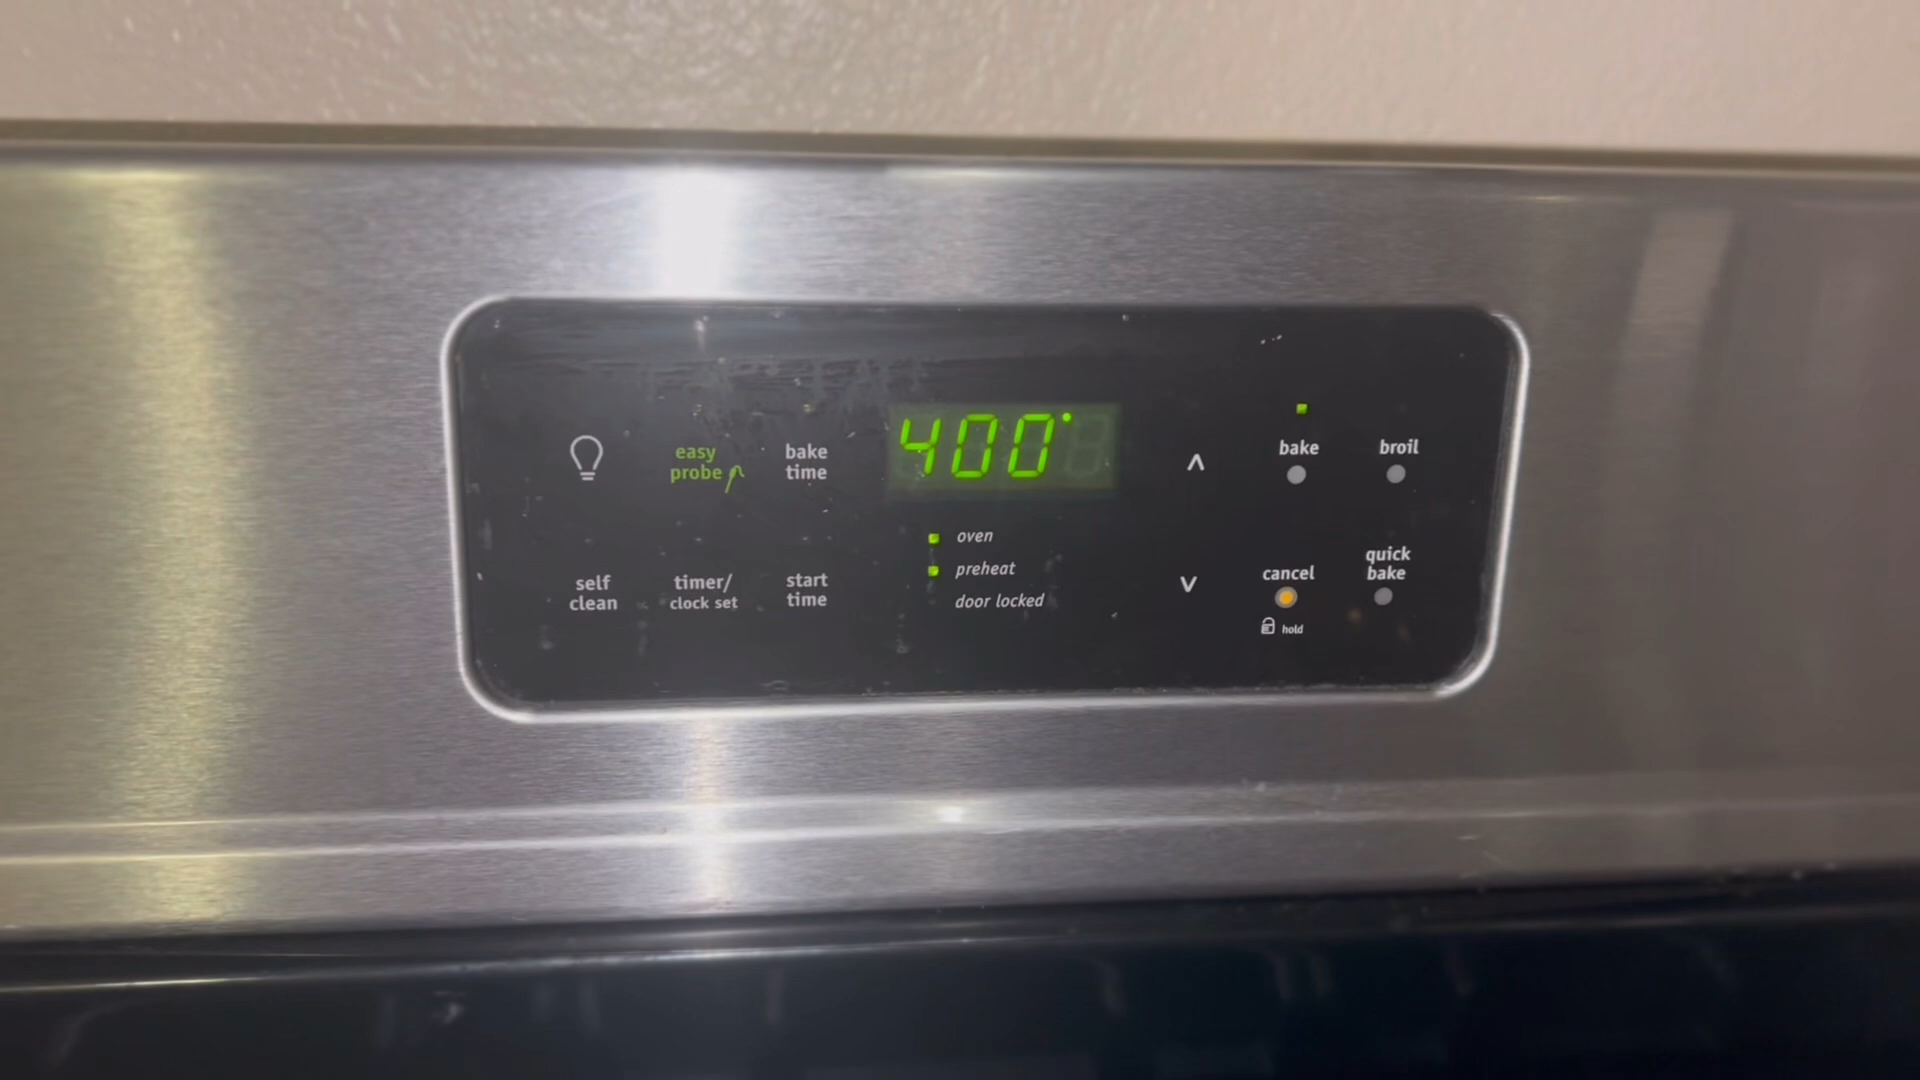 easy
probe
bake
time
400°
bake
broil
oven
preheat
door locked
self
clean
timer/
clock set
start
time
cancel
hold
quick
bake